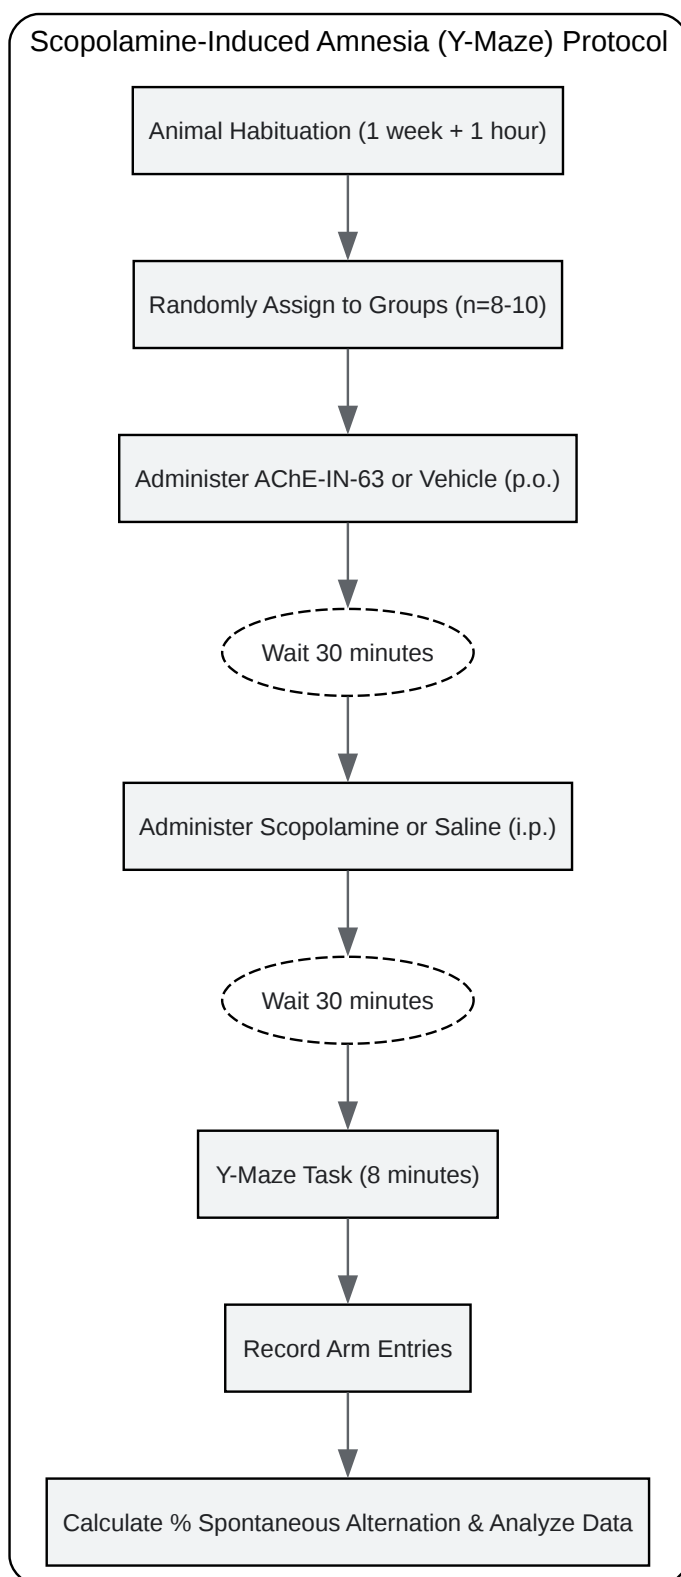 Scopolamine-Induced Amnesia (Y-Maze) Protocol
Animal Habituation (1 week + 1 hour)
Randomly Assign to Groups (n=8-10)
Administer AChE-IN-63 or Vehicle (p.o.)
Wait 30 minutes
Administer Scopolamine or Saline (i.p.)
Wait 30 minutes
Y-Maze Task (8 minutes)
Record Arm Entries
Calculate % Spontaneous Alternation & Analyze Data